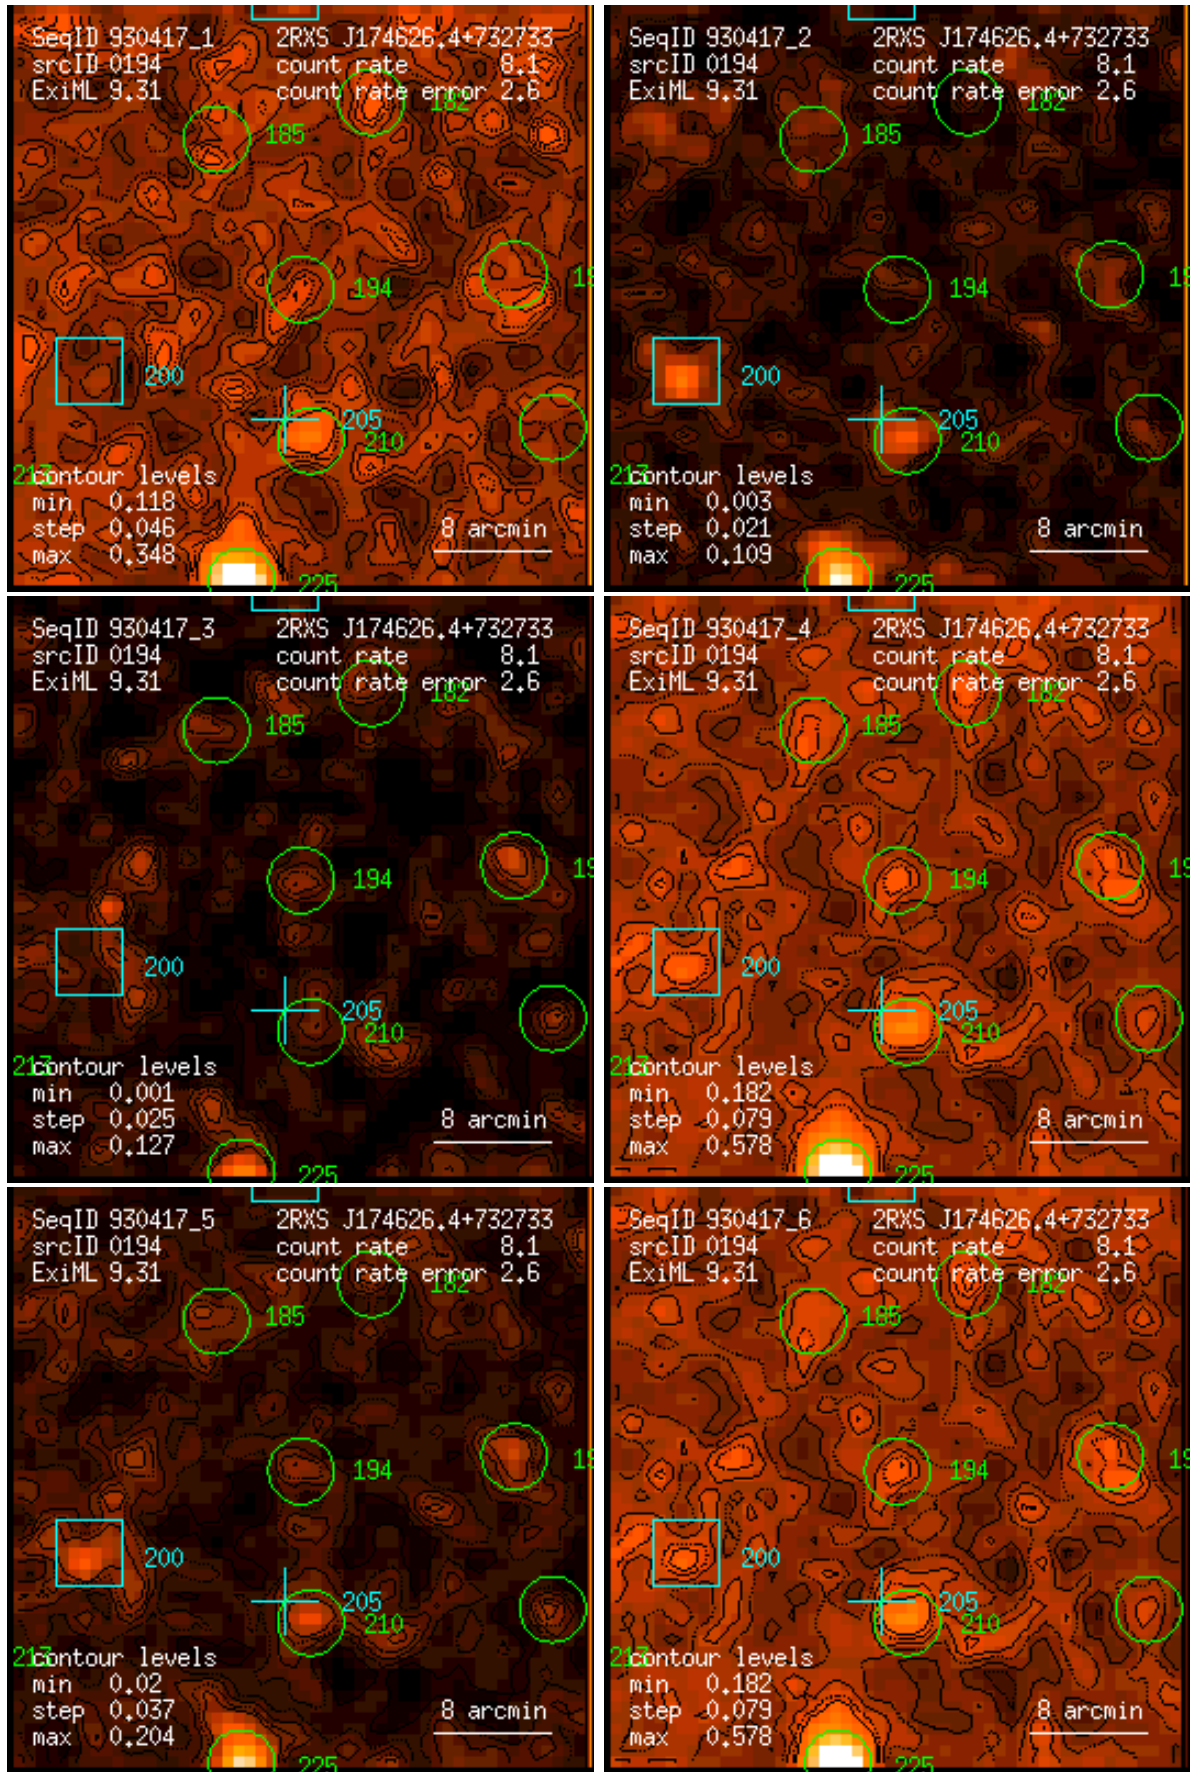 SeqID 930417_1 2RXS J174626.4+732733
srcID 0194 count rate 8.1
ExiML 9.31 count rate error 2.6
182
185
194
19
200
205
210
217
contour levels
min 0.118
step 0.046 8 arcmin
max 0.348
225
SeqID 930417_2 2RXS J174626.4+732733
srcID 0194 count rate 8.1
ExiML 9.31 count rate error 2.6
182
185
194
19
200
205
210
217
contour levels
min 0.003
step 0.021 8 arcmin
max 0.109
225
SeqID 930417_3 2RXS J174626.4+732733
srcID 0194 count rate 8.1
ExiML 9.31 count rate error 2.6
182
185
194
19
200
205
210
217
contour levels
min 0.001
step 0.025 8 arcmin
max 0.127
225
SeqID 930417_4 2RXS J174626.4+732733
srcID 0194 count rate 8.1
ExiML 9.31 count rate error 2.6
182
185
194
19
200
205
210
217
contour levels
min 0.182
step 0.079 8 arcmin
max 0.578
225
SeqID 930417_5 2RXS J174626.4+732733
srcID 0194 count rate 8.1
ExiML 9.31 count rate error 2.6
182
185
194
19
200
205
210
217
contour levels
min 0.02
step 0.037 8 arcmin
max 0.204
225
SeqID 930417_6 2RXS J174626.4+732733
srcID 0194 count rate 8.1
ExiML 9.31 count rate error 2.6
182
185
194
19
200
205
210
217
contour levels
min 0.182
step 0.079 8 arcmin
max 0.578
225